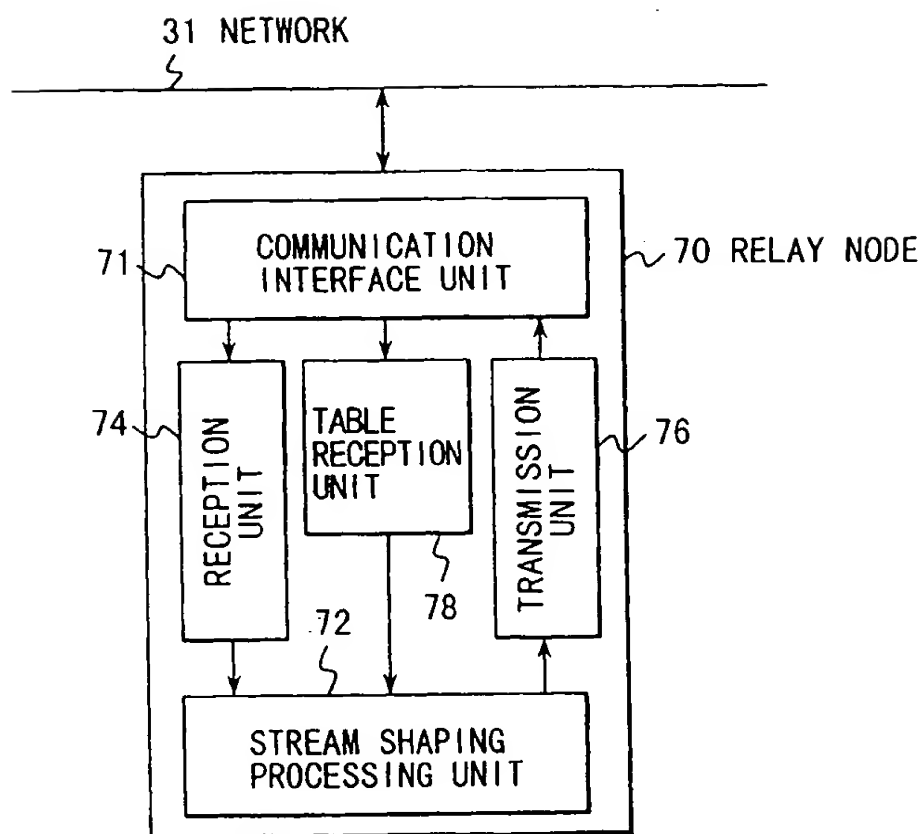 31 NETWORK
COMMUNICATION
INTERFACE UNIT
71
70 RELAY NODE
74
RECEPTION
UNIT
TABLE
RECEPTION
UNIT
78
TRANSMISSION
UNIT
76
72
STREAM SHAPING
PROCESSING UNIT